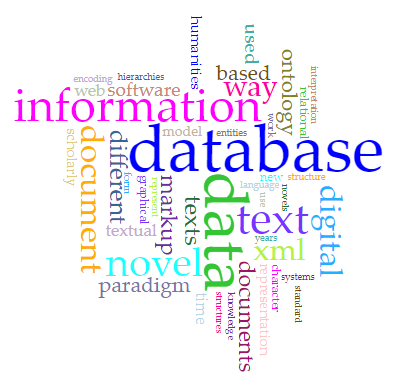 humanities
used
encoding
hierarchies
based
ontology
interpretation
web
software
way
relational
information
work
scholarly
document
different
model
entities
database
form
represent
graphical
markup
texts
data
language
new
structure
use
novels
text
digital
textual
years
xml
novel
paradigm
time
structures
knowledge
documents
representation
character
systems
standard